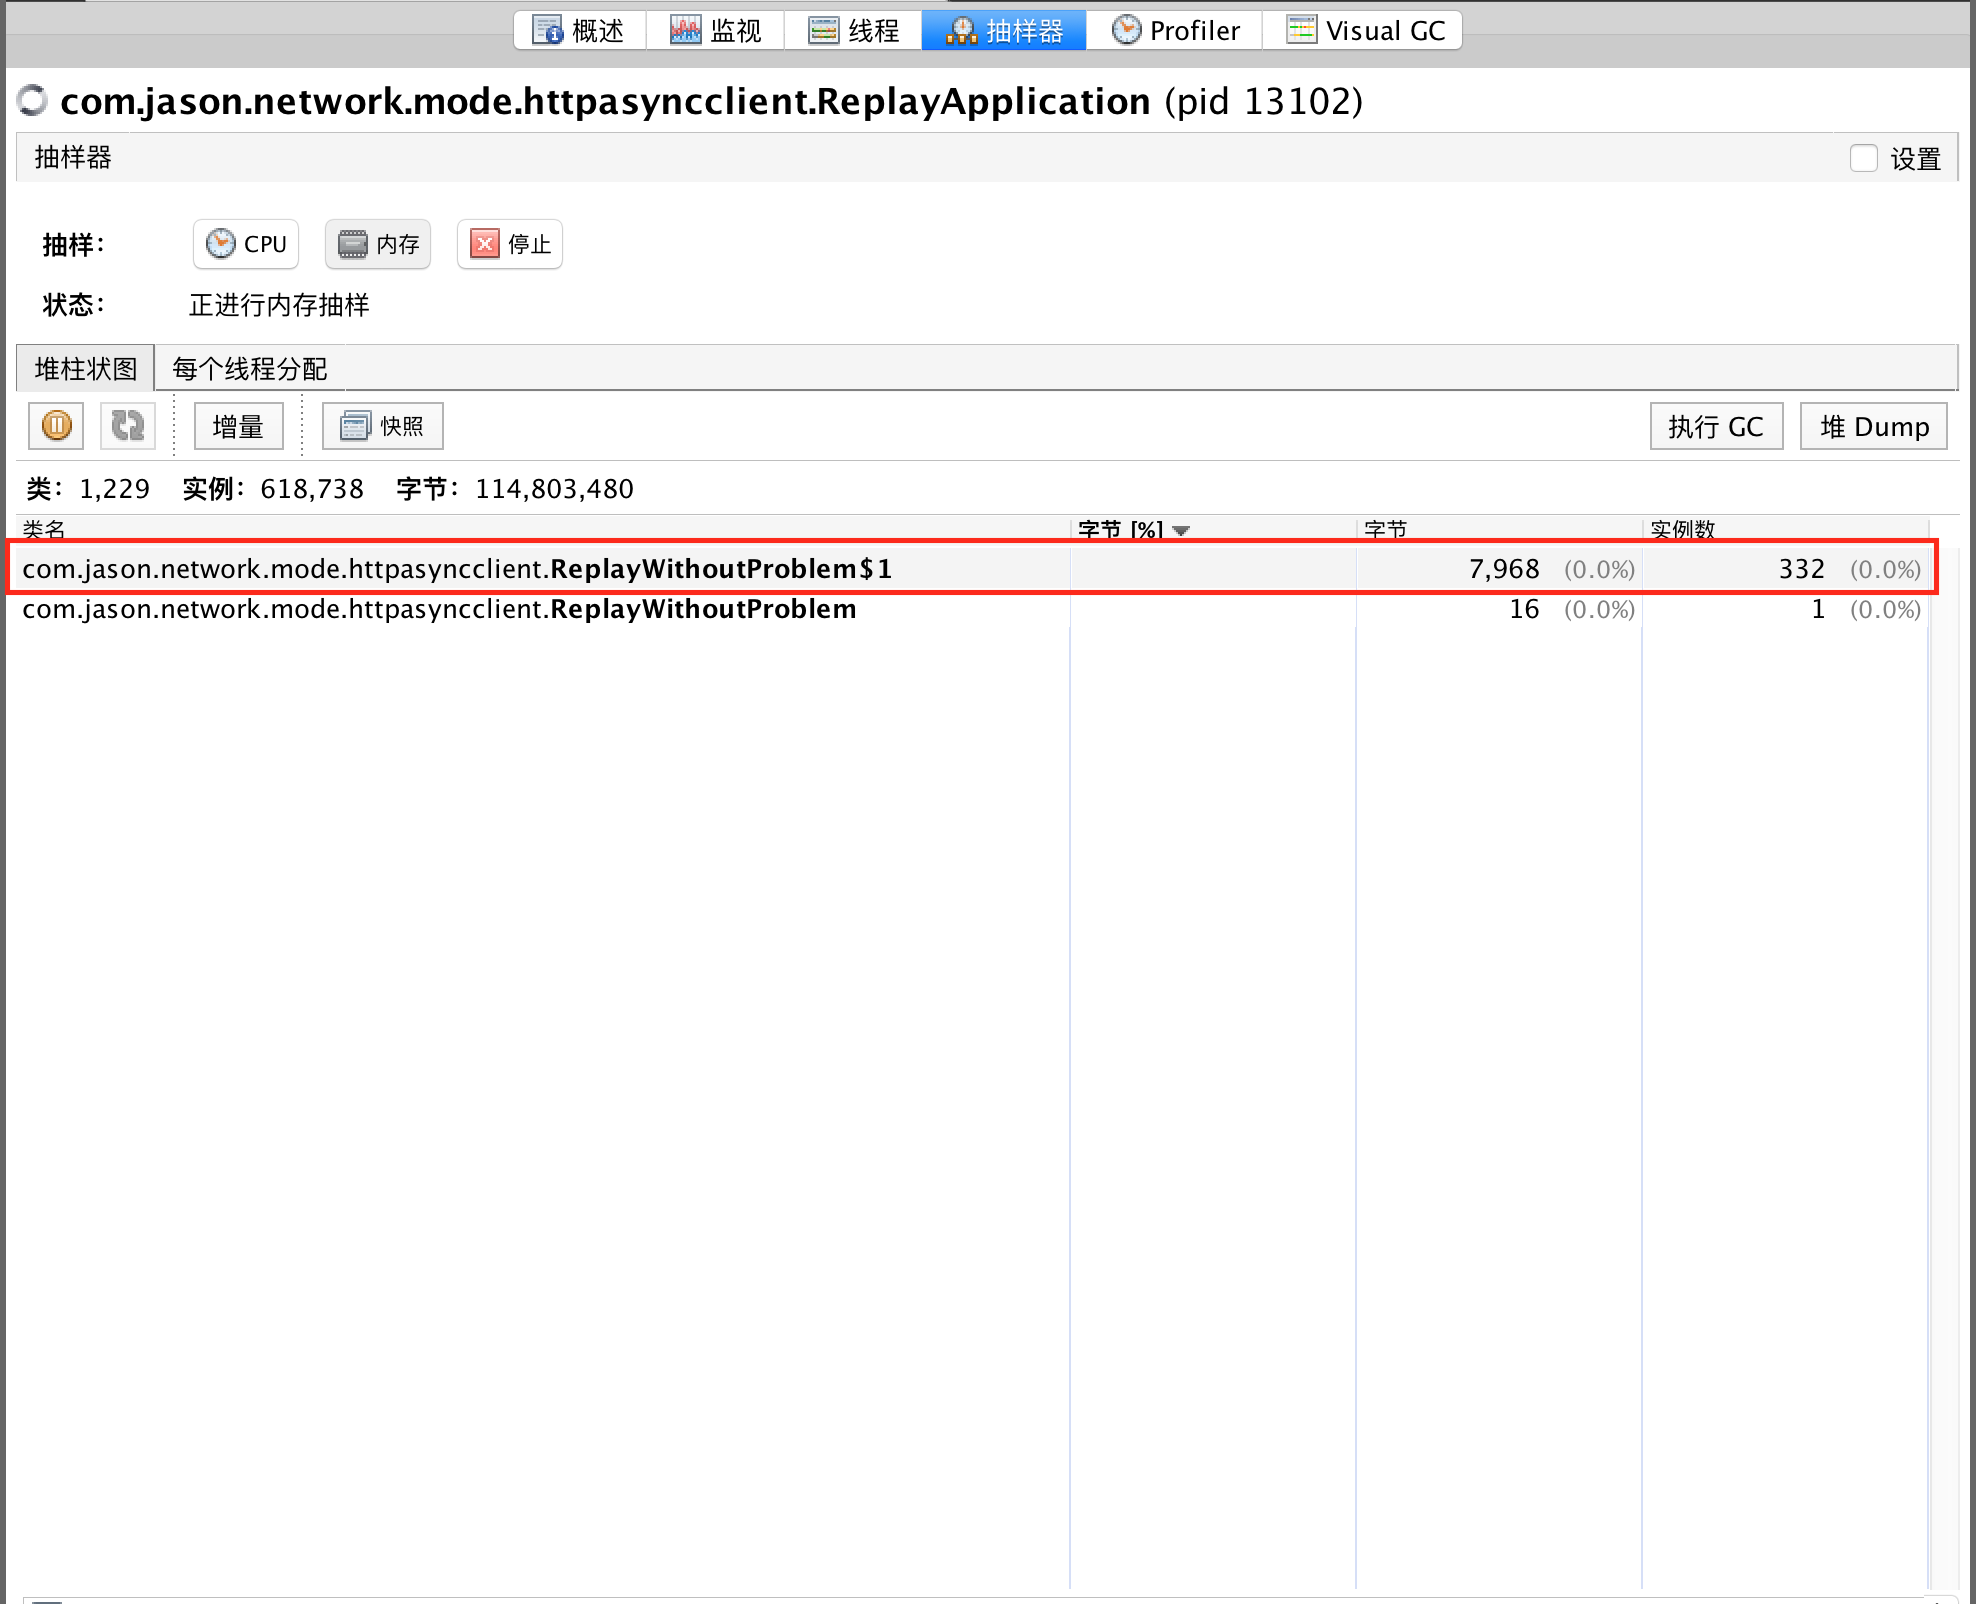 概述 监视 线程 抽样器 Profiler Visual GC
com.jason.network.mode.httpasyncclient.ReplayApplication (pid 13102)
抽样器 设置
抽样： CPU 内存 停止
状态： 正进行内存抽样
堆柱状图 每个线程分配
增量 快照 执行 GC 堆 Dump
类： 1,229 实例： 618,738 字节： 114,803,480
类名 字节 [%] 字节 实例数
com.jason.network.mode.httpasyncclient.ReplayWithoutProblem$1 7,968 (0.0%) 332 (0.0%)
com.jason.network.mode.httpasyncclient.ReplayWithoutProblem 16 (0.0%) 1 (0.0%)